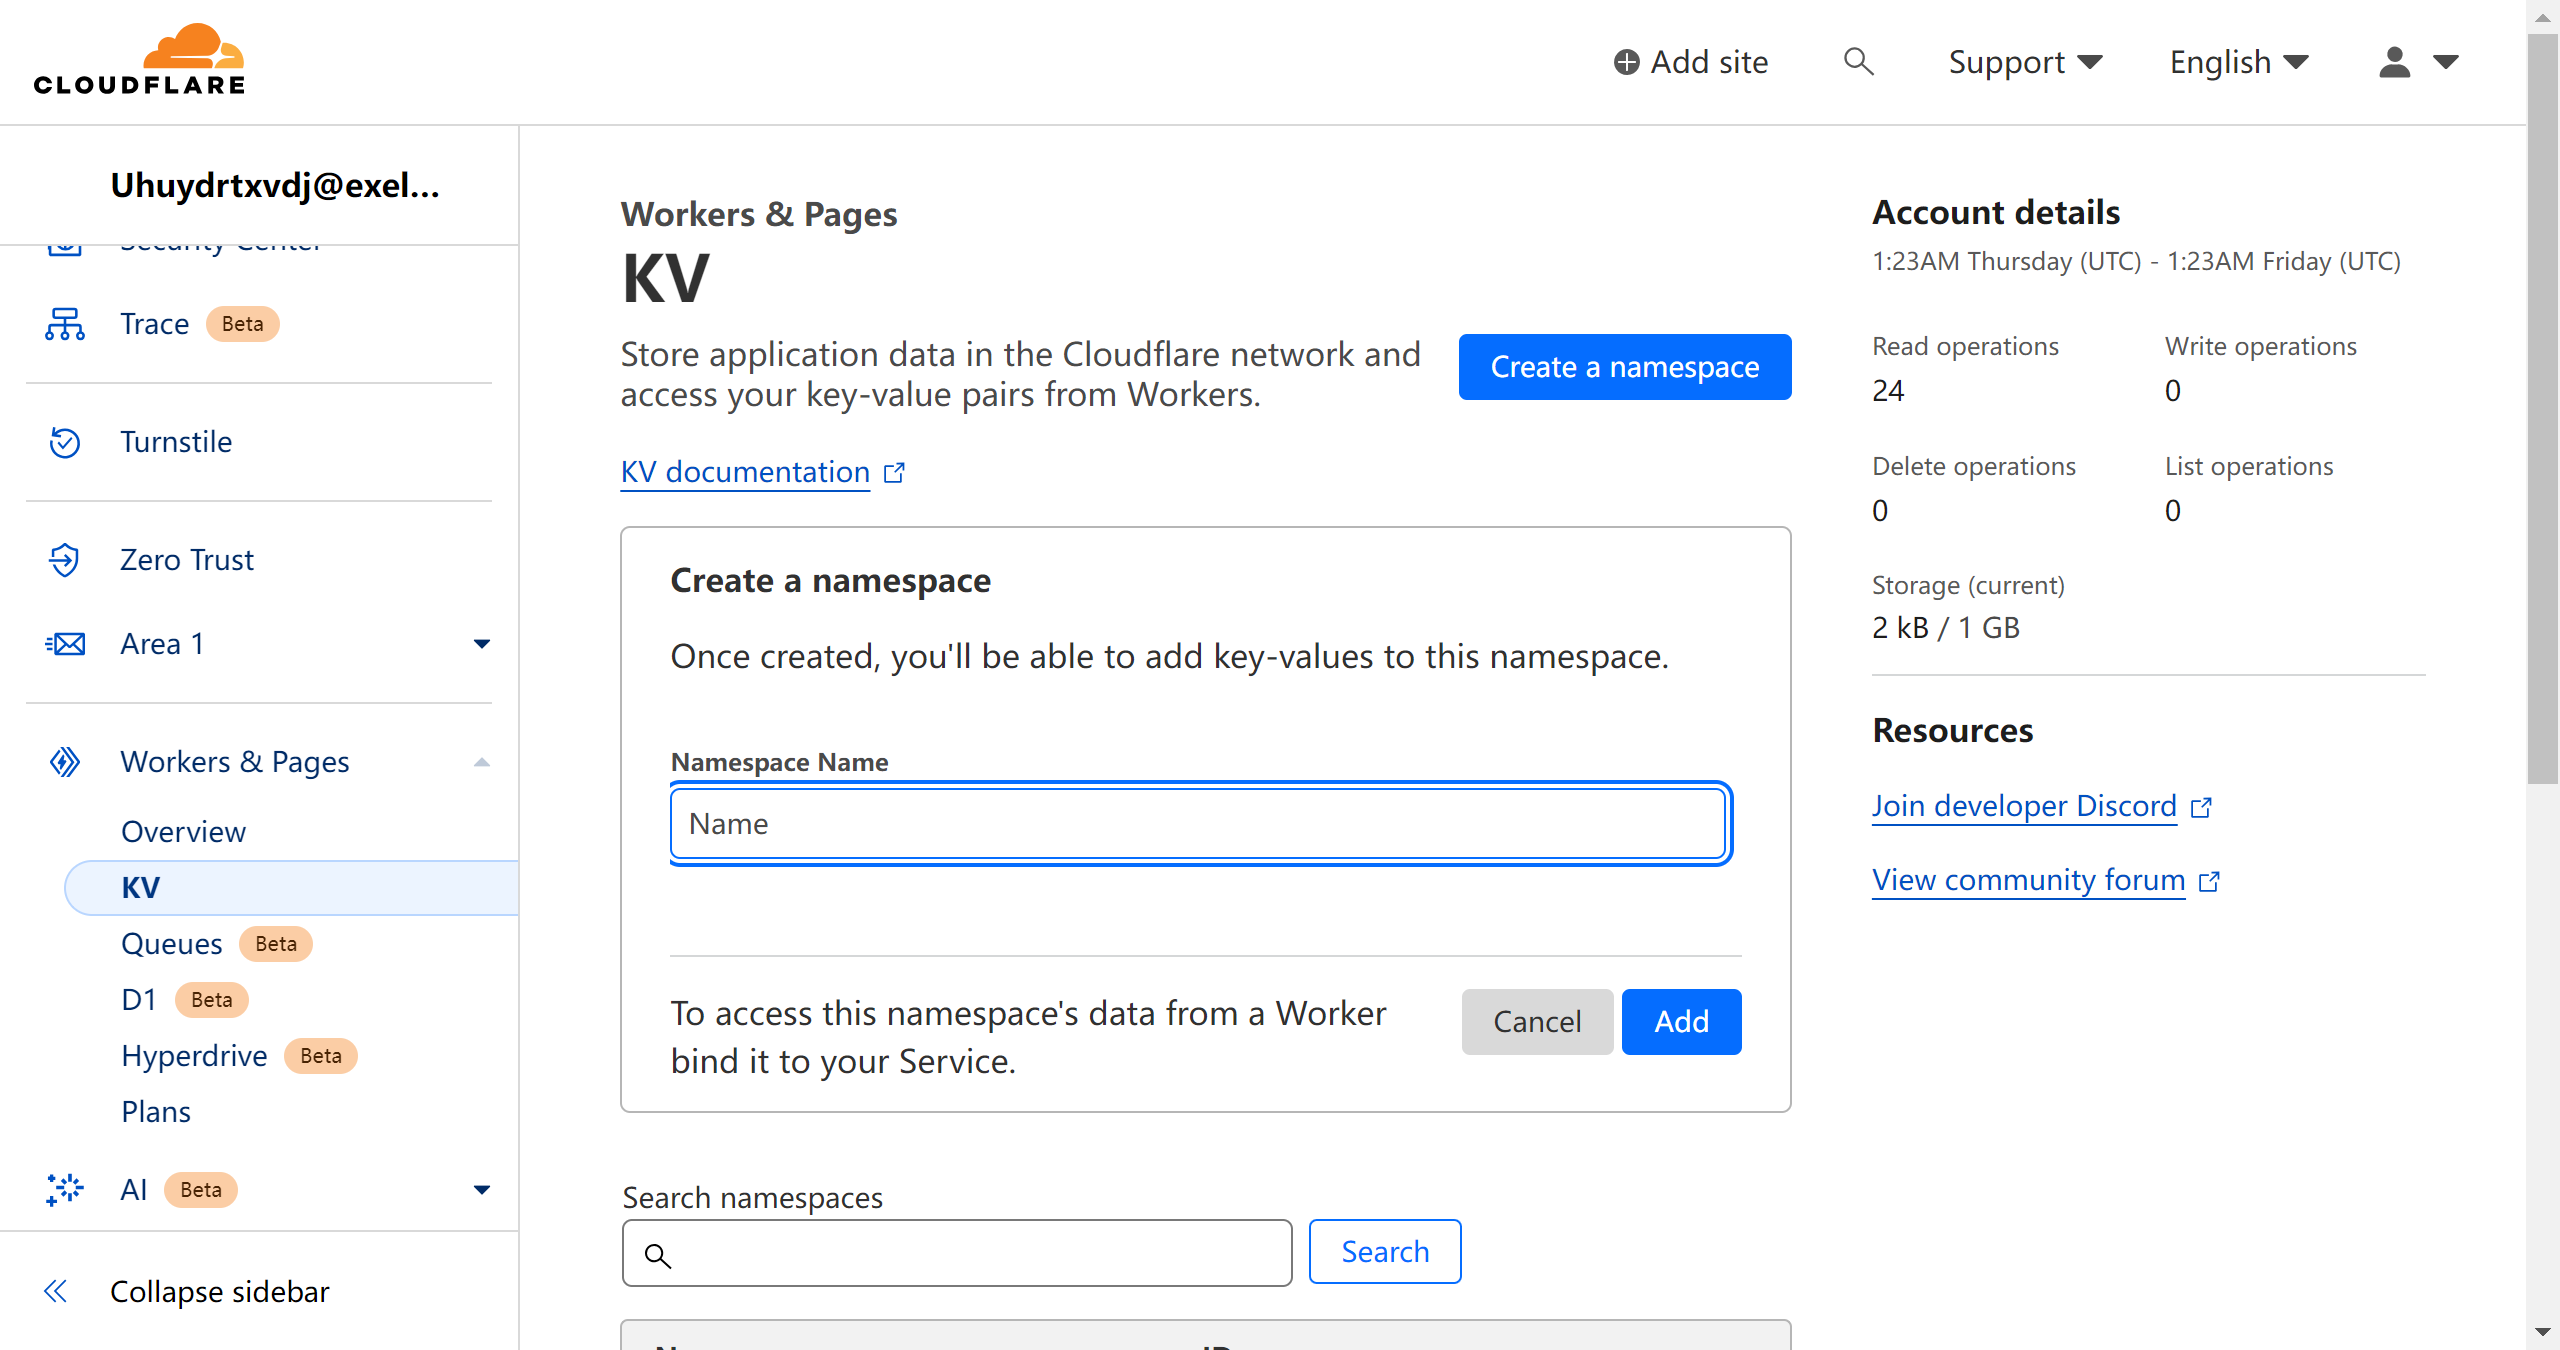 CLOUDFLARE
Add site
Support
English
Uhuydrtxvdj@exel...
Security Center
Trace Beta
Turnstile
Zero Trust
Area 1
Workers & Pages
Overview
KV
Queues Beta
D1 Beta
Hyperdrive Beta
Plans
AI Beta
Collapse sidebar
Workers & Pages
KV
Store application data in the Cloudflare network and
access your key-value pairs from Workers.
Create a namespace
KV documentation
Create a namespace
Once created, you'll be able to add key-values to this namespace.
Namespace Name
Name
To access this namespace's data from a Worker
bind it to your Service.
Cancel
Add
Search namespaces
Search
Account details
1:23AM Thursday (UTC) - 1:23AM Friday (UTC)
Read operations
24
Write operations
0
Delete operations
0
List operations
0
Storage (current)
2 kB / 1 GB
Resources
Join developer Discord
View community forum